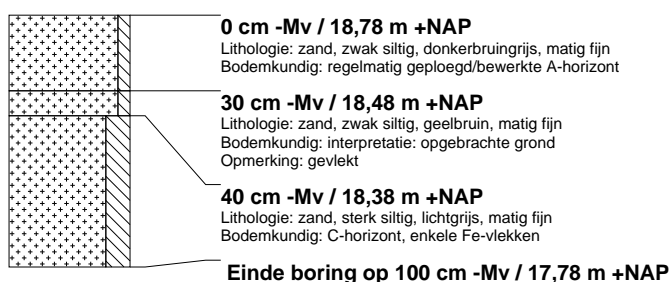 0 cm -Mv / 18,78 m +NAP
Lithologie: zand, zwak siltig, donkerbruingrijs, matig fijn
Bodemkundig: regelmatig geploegd/bewerkte A-horizont
30 cm -Mv / 18,48 m +NAP
Lithologie: zand, zwak siltig, geelbruin, matig fijn
Bodemkundig: interpretatie: opgebrachte grond
Opmerking: gevlekt
40 cm -Mv / 18,38 m +NAP
Lithologie: zand, sterk siltig, lichtgrijs, matig fijn
Bodemkundig: C-horizont, enkele Fe-vlekken
Einde boring op 100 cm -Mv / 17,78 m +NAP